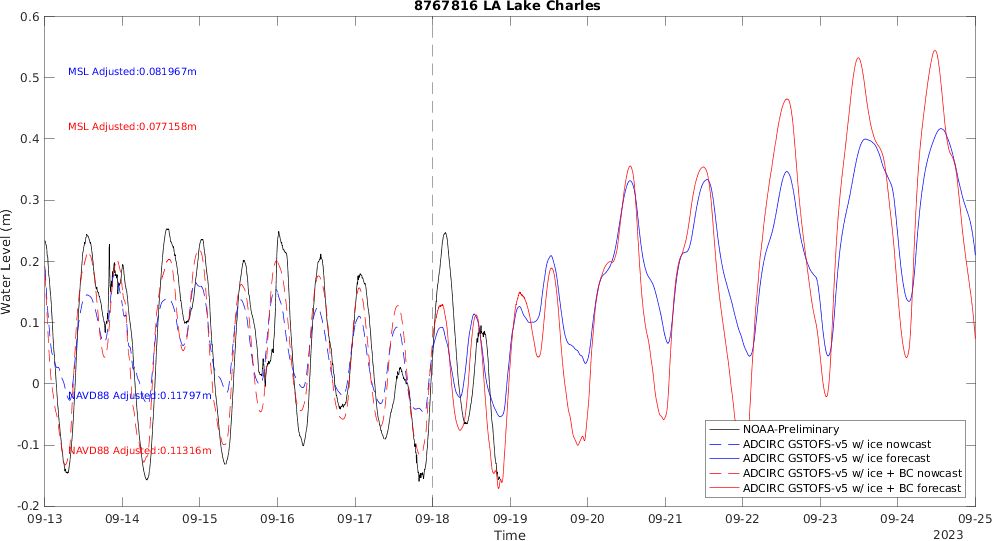 8767816 LA Lake Charles
0.6
0.5
0.4
0.3
0.2
0.1
0
-0.1
-0.2
Water Level (m)
MSL Adjusted:0.081967m
MSL Adjusted:0.077158m
NAVD88 Adjusted:0.11797m
NAVD88 Adjusted:0.11316m
NOAA-Preliminary
ADCIRC GSTOFS-v5 w/ ice nowcast
ADCIRC GSTOFS-v5 w/ ice forecast
ADCIRC GSTOFS-v5 w/ ice + BC nowcast
ADCIRC GSTOFS-v5 w/ ice + BC forecast
09-13 09-14 09-15 09-16 09-17 09-18 09-19 09-20 09-21 09-22 09-23 09-24 09-25
Time
2023